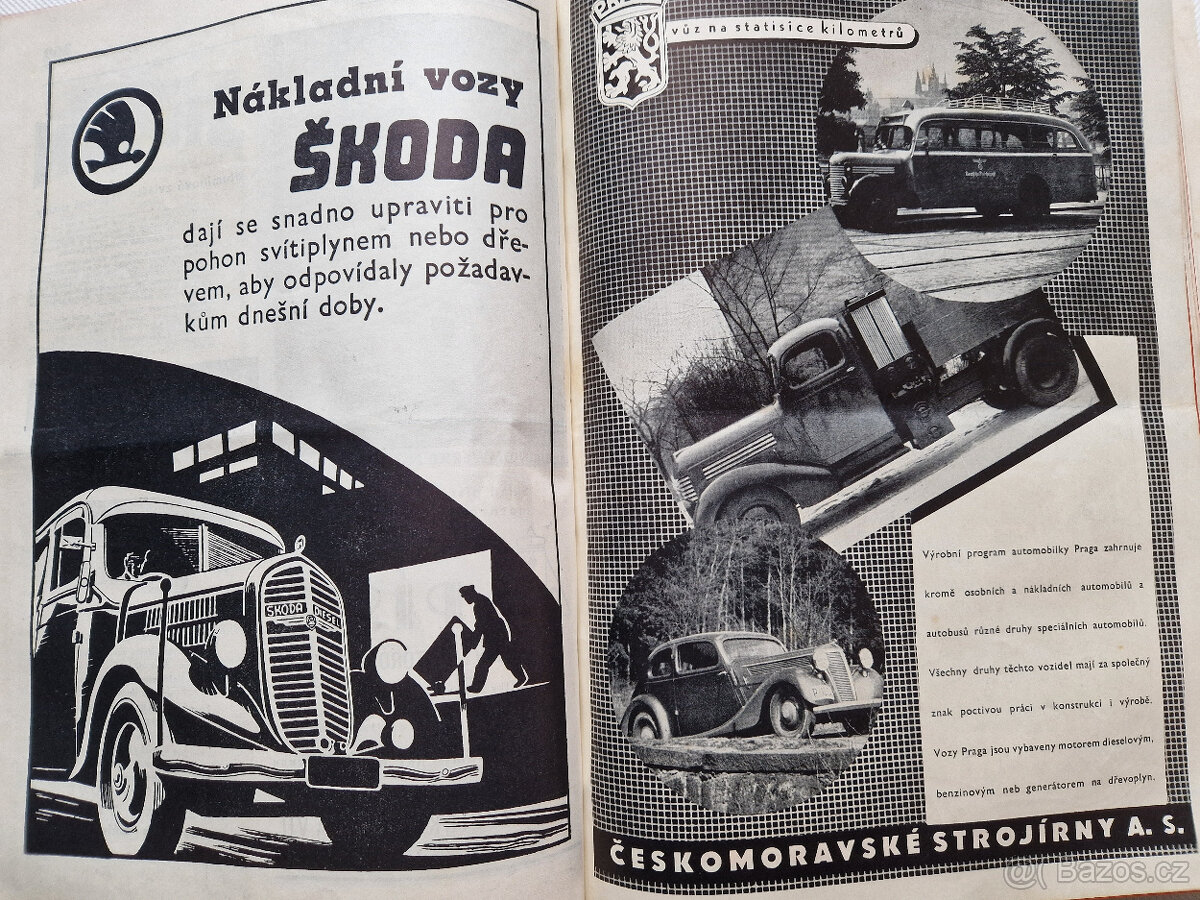 Nákladní vozy
ŠKODA
dají se snadno upraviti pro
pohon svítiplynem nebo dře-
vem, aby odpovídaly požadav-
kům dnešní doby.
ŠKODA DIESEL
vůz na statisíce kilometrů
Výrobní program automobilky Praga zahrnuje
kromě osobních a nákladních automobilů a
autobusů různé druhy speciálních automobilů.
Všechny druhy těchto vozidel mají za společný
znak poctivou práci v konstrukci i výrobě.
Vozy Praga jsou vybaveny motorem dieselovým,
benzinovým neb generátorem na dřevoplyn.
ČESKOMORAVSKÉ STROJÍRNY A. S.
@ Bazos.cz